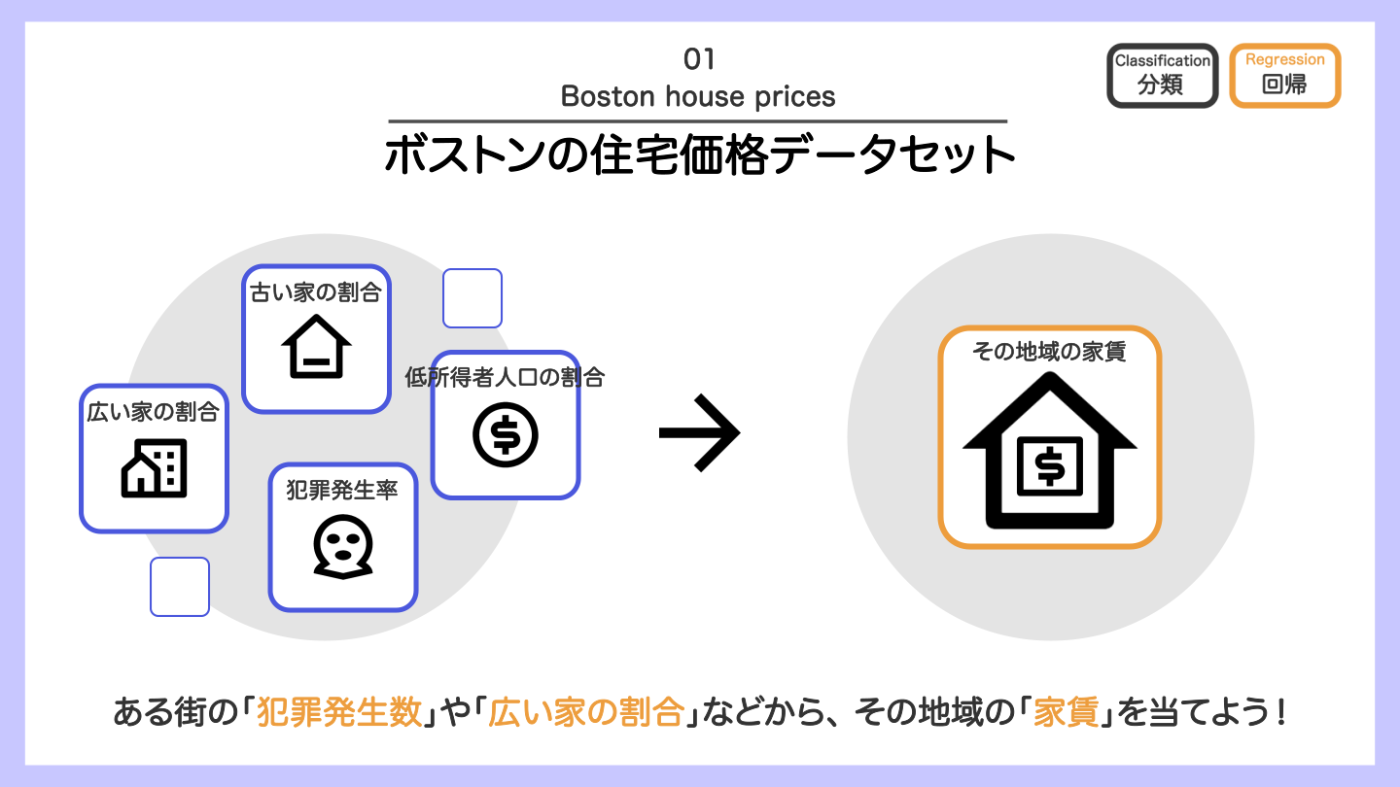 01
Boston house prices
ボストンの住宅価格データセット
Classification
分類
Regression
回帰
古い家の割合
低所得者人口の割合
広い家の割合
犯罪発生率
その地域の家賃
ある街の「犯罪発生数」や「広い家の割合」などから、その地域の「家賃」を当てよう！